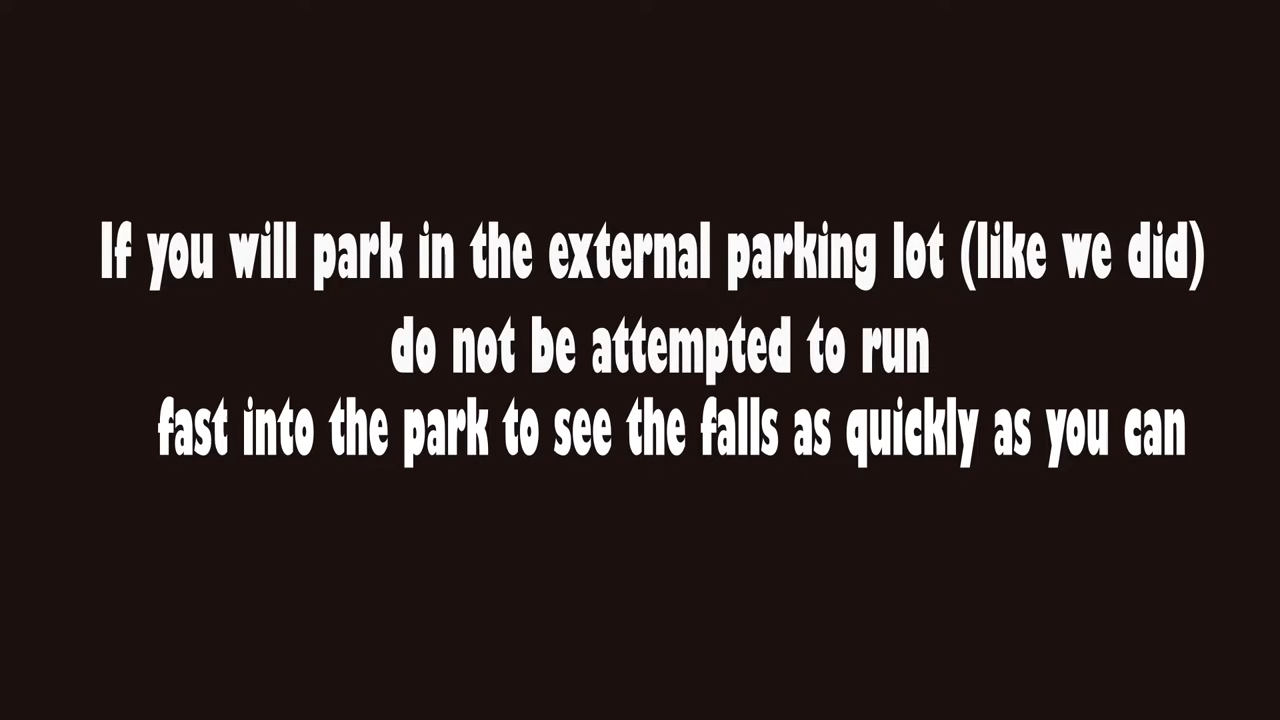 If you will park in the external parking lot (like we did)
do not be attempted to run
fast into the park to see the falls as quickly as you can